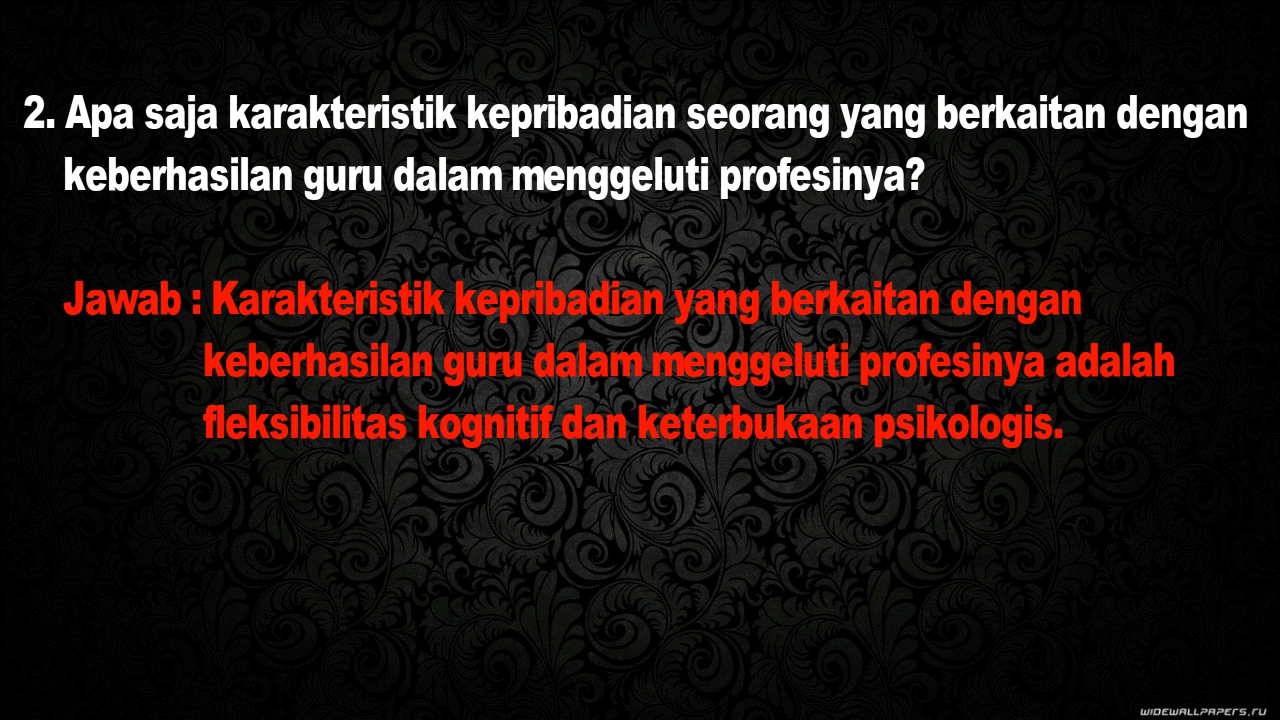 2. Apa saja karakteristik kepribadian seorang yang berkaitan dengan
keberhasilan guru dalam menggeluti profesinya?
Jawab : Karakteristik kepribadian yang berkaitan dengan
keberhasilan guru dalam menggeluti profesinya adalah
fleksibilitas kognitif dan keterbukaan psikologis.
WIDEWALLPAPERS.RU